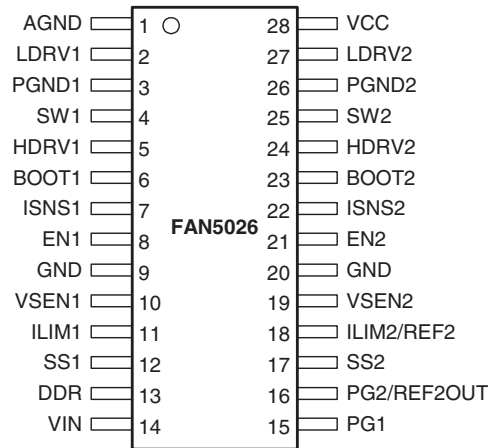 AGND 1 28 VCC
LDRV1 2 27 LDRV2
PGND1 3 26 PGND2
SW1 4 25 SW2
HDRV1 5 24 HDRV2
BOOT1 6 23 BOOT2
ISNS1 7 22 ISNS2
FAN5026
EN1 8 21 EN2
GND 9 20 GND
VSEN1 10 19 VSEN2
ILIM1 11 18 ILIM2/REF2
SS1 12 17 SS2
DDR 13 16 PG2/REF2OUT
VIN 14 15 PG1